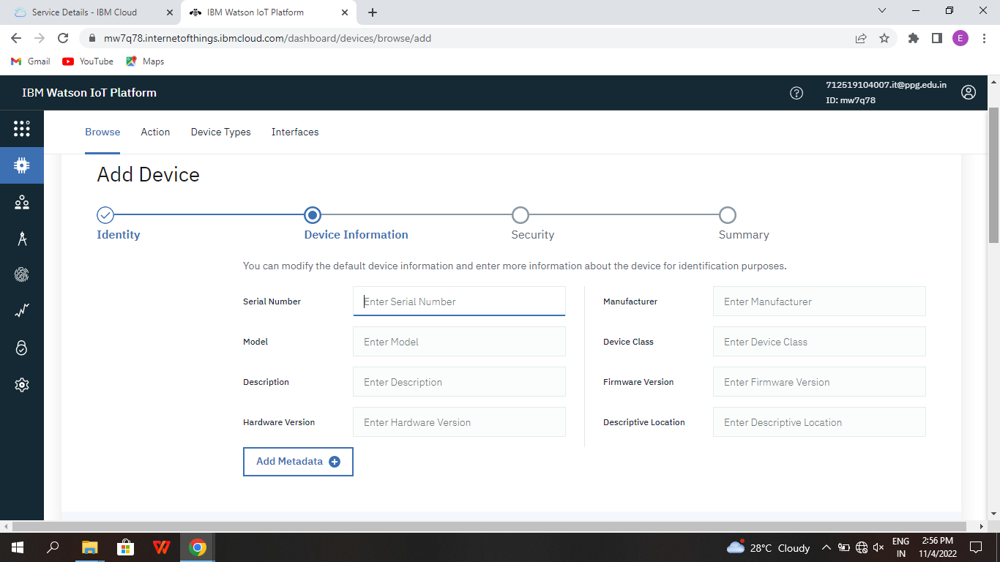 Service Details - IBM Cloud
IBM Watson IoT Platform
mw7q78.internetofthings.ibmcloud.com/dashboard/devices/browse/add
E
Gmail
YouTube
Maps
IBM Watson IoT Platform
712519104007.it@ppg.edu.in
ID: mw7q78
Browse
Action
Device Types
Interfaces
Add Device
Identity
Device Information
Security
Summary
You can modify the default device information and enter more information about the device for identification purposes.
Serial Number
Enter Serial Number
Manufacturer
Enter Manufacturer
Model
Enter Model
Device Class
Enter Device Class
Description
Enter Description
Firmware Version
Enter Firmware Version
Hardware Version
Enter Hardware Version
Descriptive Location
Enter Descriptive Location
Add Metadata
28°C Cloudy
ENG
IN
2:56 PM
11/4/2022